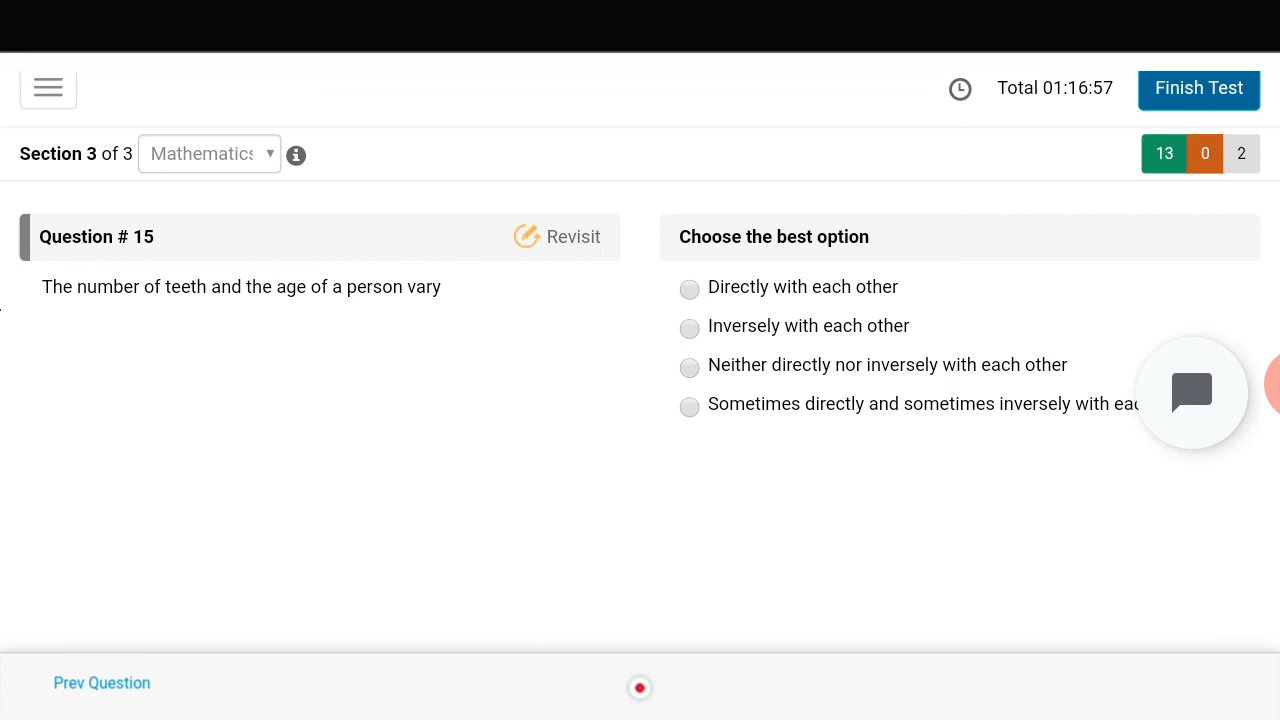 Total 01:16:57
Finish Test
Section 3 of 3
Mathematics
13 0 2
Question # 15
Revisit
The number of teeth and the age of a person vary
Choose the best option
Directly with each other
Inversely with each other
Neither directly nor inversely with each other
Sometimes directly and sometimes inversely with
Prev Question